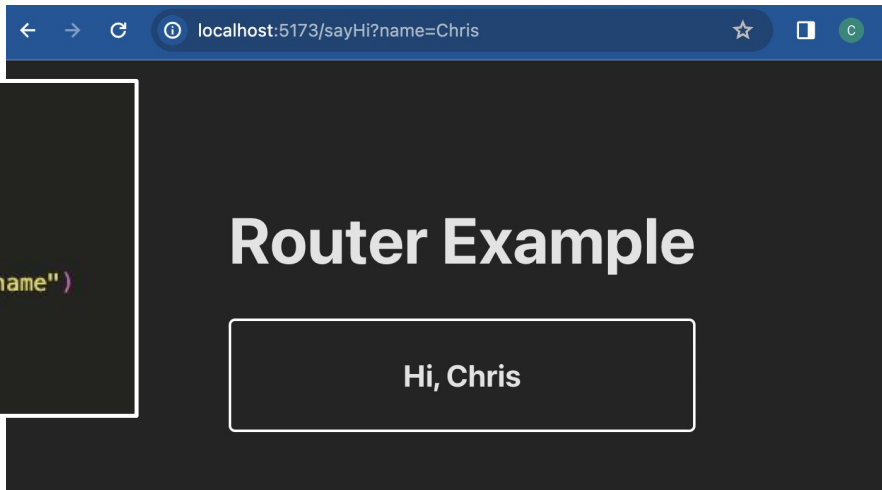 localhost:5173/sayHi?name=Chris
C
name")
Router Example
Hi, Chris